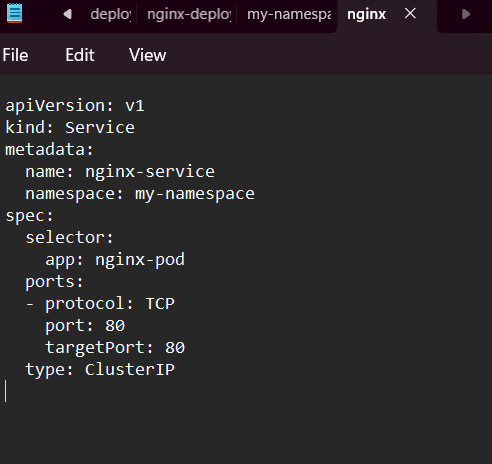 deploy nginx-deploy my-namespa nginx
File Edit View
apiVersion: v1
kind: Service
metadata:
  name: nginx-service
  namespace: my-namespace
spec:
  selector:
    app: nginx-pod
  ports:
  - protocol: TCP
    port: 80
    targetPort: 80
  type: ClusterIP